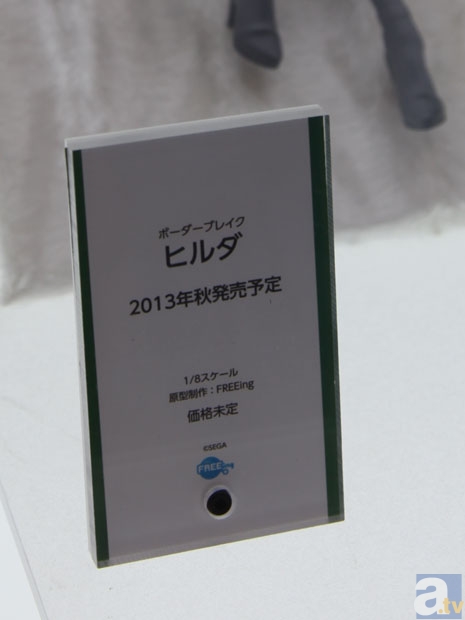 ボーダーブレイク
ヒルダ
2013年秋発売予定
1/8スケール
原型制作：FREEing
価格未定
©SEGA
FREE
a.tv